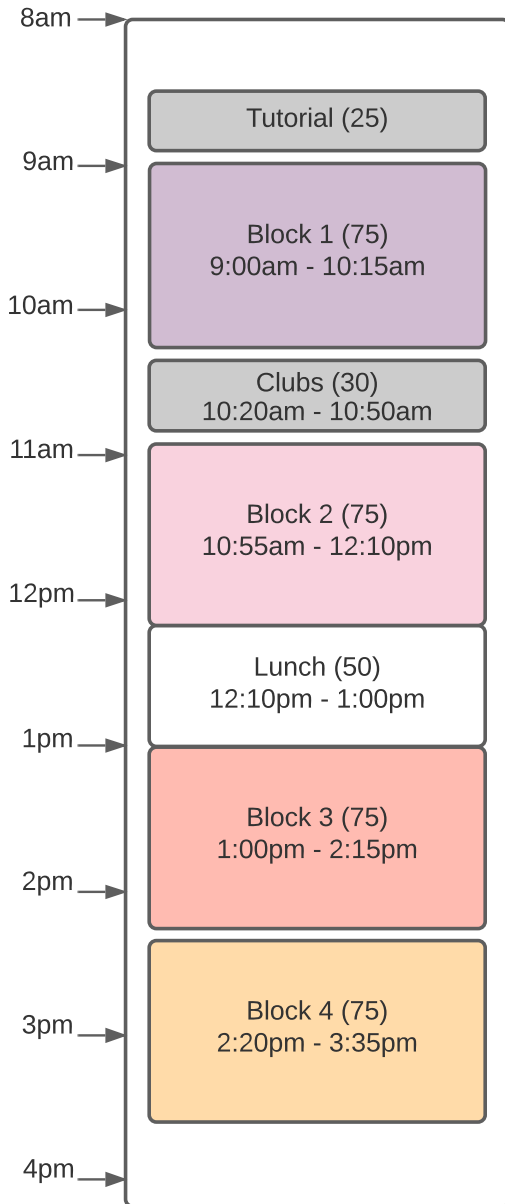 8am
Tutorial (25)
9am
Block 1 (75)
9:00am - 10:15am
10am
Clubs (30)
10:20am - 10:50am
11am
Block 2 (75)
10:55am - 12:10pm
12pm
Lunch (50)
12:10pm - 1:00pm
1pm
Block 3 (75)
1:00pm - 2:15pm
2pm
Block 4 (75)
3pm
2:20pm - 3:35pm
4pm